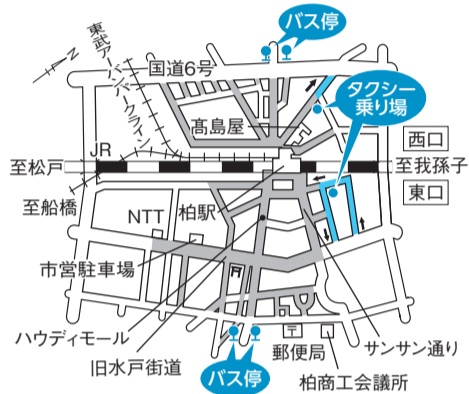 バス停
国道6号
東武アーバンパークライン
N
タクシー
乗り場
髙島屋
西口
JR
至松戸
至我孫子
東口
至船橋
NTT
柏駅
市営駐車場
ハウディモール
旧水戸街道
バス停
〒
郵便局
サンサン通り
柏商工会議所